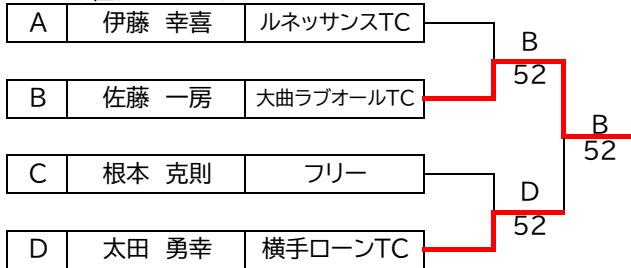 A 伊藤 幸喜 ルネッサンスTC
B
52
B 佐藤 一房 大曲ラブオールTC
B
52
C 根本 克則 フリー
D
52
D 太田 勇幸 横手ローンTC